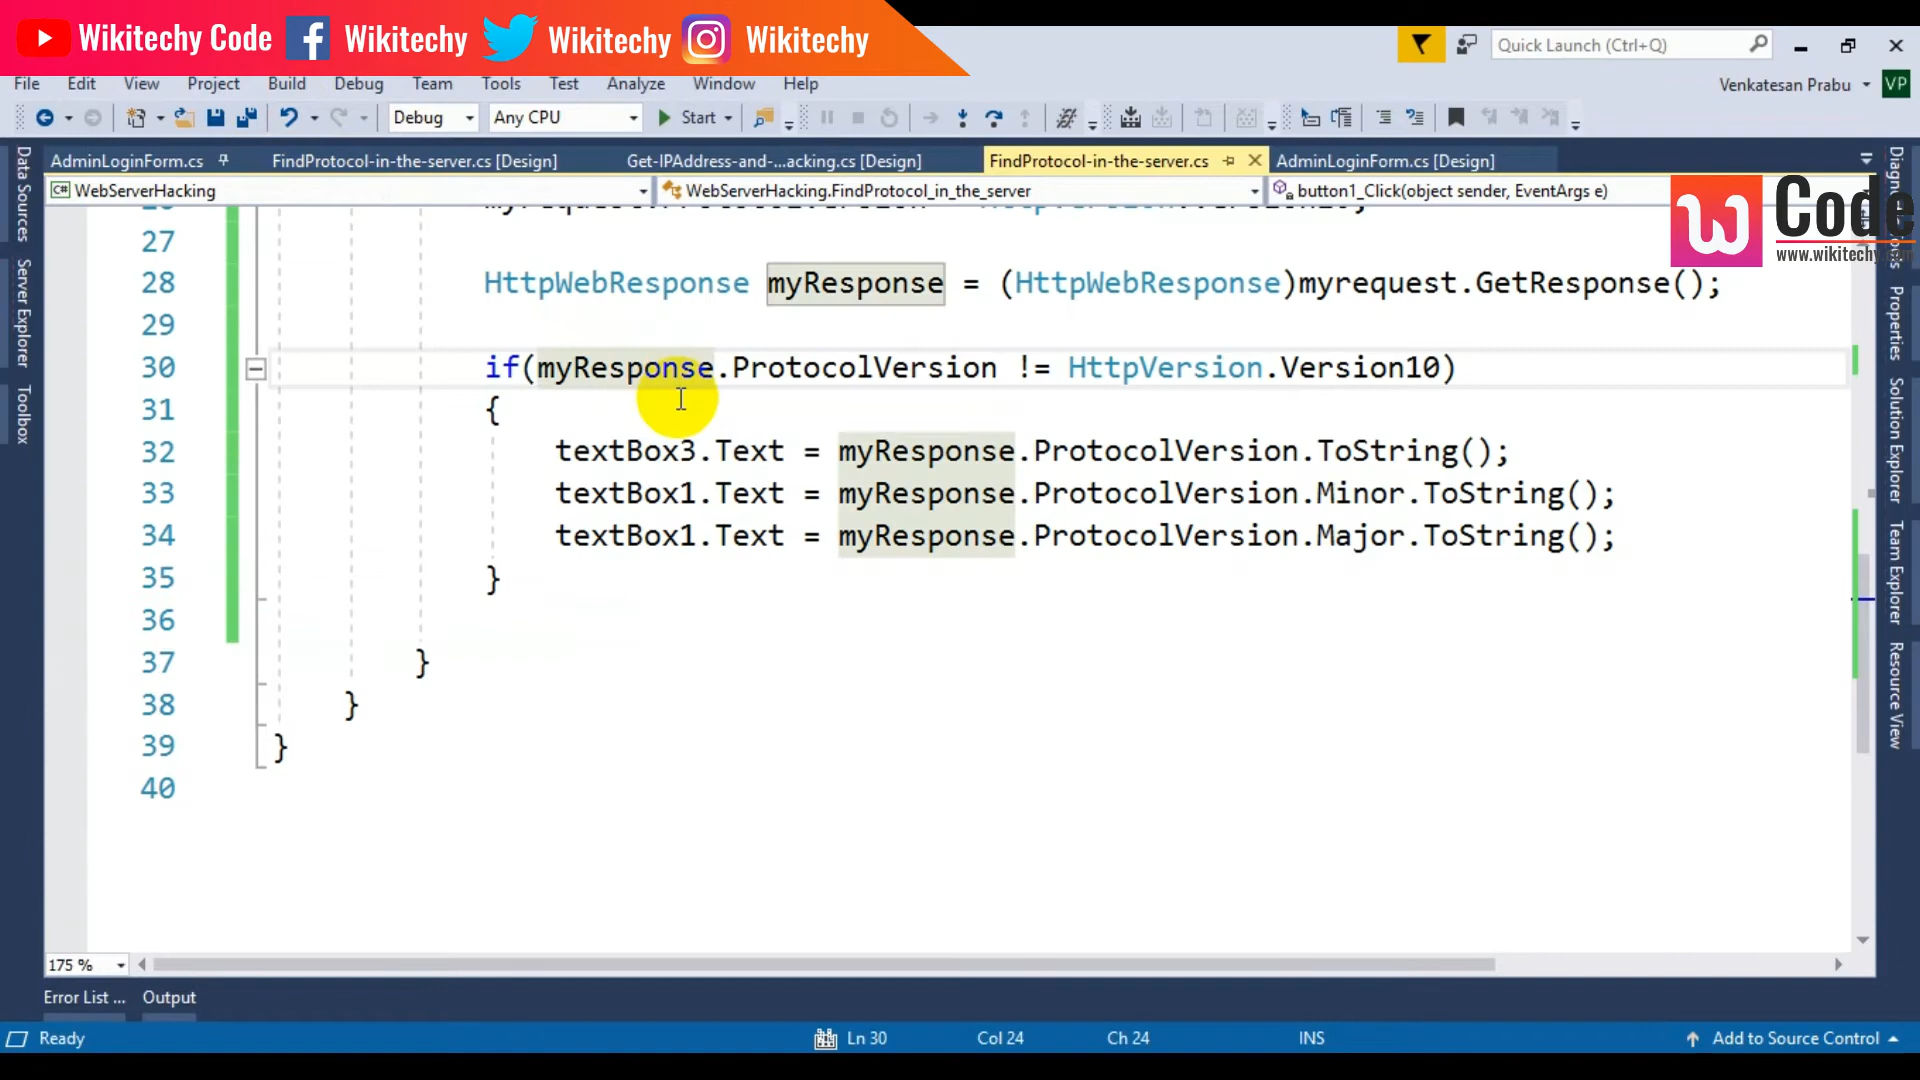 Wikitechy Code Wikitechy Wikitechy Wikitechy
Quick Launch (Ctrl+Q)
File Edit View Project Build Debug Team Tools Test Analyze Window Help
Venkatesan Prabu VP
Debug Any CPU Start
AdminLoginForm.cs FindProtocol-in-the-server.cs [Design] Get-IPAddress-and-...acking.cs [Design] FindProtocol-in-the-server.cs AdminLoginForm.cs [Design]
WebServerHacking WebServerHacking.FindProtocol_in_the_server button1_Click(object sender, EventArgs e)
W Code
www.wikitechy.com
27
28 HttpWebResponse myResponse = (HttpWebResponse)myrequest.GetResponse();
29
30 if(myResponse.ProtocolVersion != HttpVersion.Version10)
31 {
32 textBox3.Text = myResponse.ProtocolVersion.ToString();
33 textBox1.Text = myResponse.ProtocolVersion.Minor.ToString();
34 textBox1.Text = myResponse.ProtocolVersion.Major.ToString();
35 }
36
37 }
38 }
39 }
40
Data Sources
Server Explorer
Toolbox
Properties
Solution Explorer
Team Explorer
Resource View
175 %
Error List ... Output
Ready Ln 30 Col 24 Ch 24 INS Add to Source Control